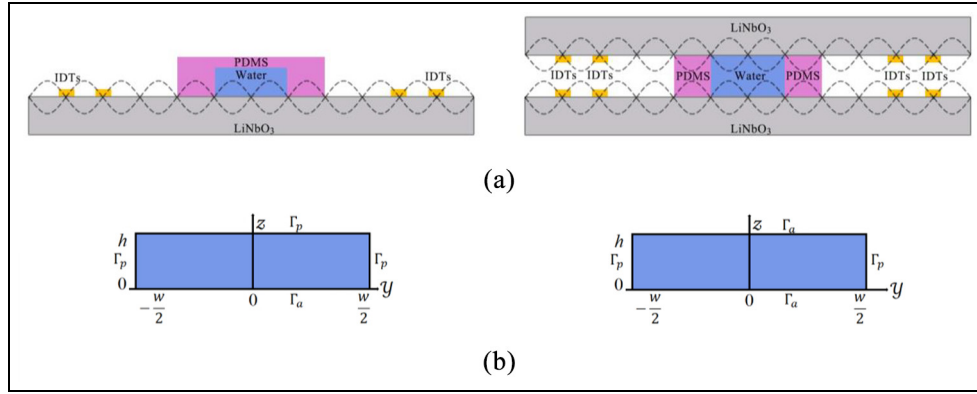 LiNbO₃
PDMS
Water
IDTs
IDTs
LiNbO₃
IDTs
IDTs
PDMS
Water
PDMS
IDTs
IDTs
LiNbO₃
(a)
z
Γₚ
h
Γₚ
Γₚ
0
y
−w/2
0
Γₐ
w/2
z
Γₐ
h
Γₚ
Γₚ
0
y
−w/2
0
Γₐ
w/2
(b)